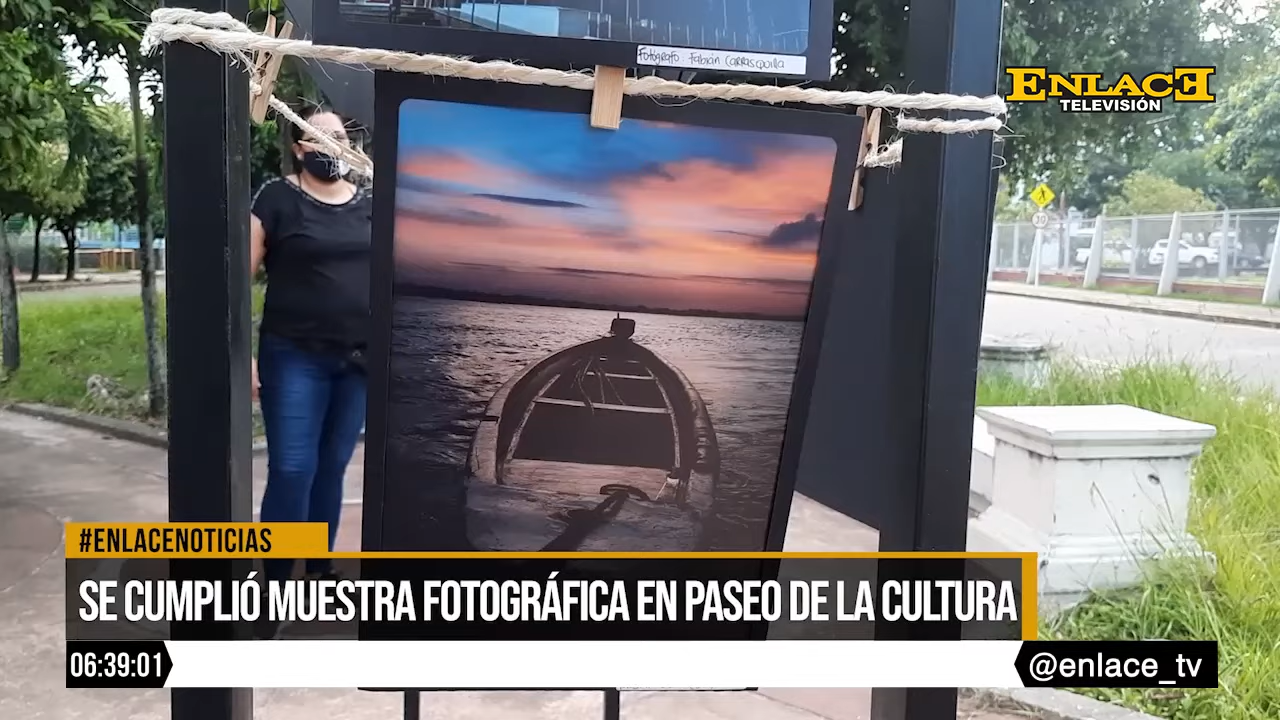 Fotógrafo: Fabián Carrasquilla
ENLACE
TELEVISIÓN
30
#ENLACENOTICIAS
SE CUMPLIÓ MUESTRA FOTOGRÁFICA EN PASEO DE LA CULTURA
06:39:01
@enlace_tv